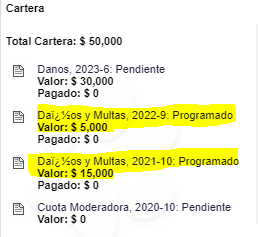 Cartera
Total Cartera: $ 50,000
Danos, 2023-6: Pendiente
Valor: $ 30,000
Pagado: $ 0
Daï¿½os y Multas, 2022-9: Programado
Valor: $ 5,000
Pagado: $ 0
Daï¿½os y Multas, 2021-10: Programado
Valor: $ 15,000
Pagado: $ 0
Cuota Moderadora, 2020-10: Pendiente
Valor: $ 0